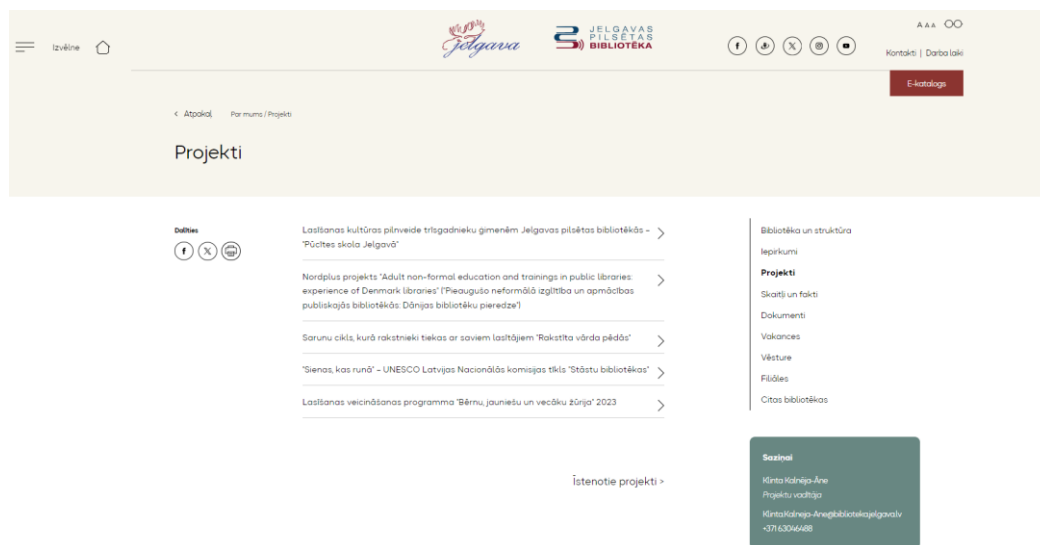 Izvēlne
Jelgava
JELGAVAS
PILSĒTAS
BIBLIOTĒKA
A A A
Kontakti | Darba laiki
E-katalogs
< Atpakaļ
Par mums / Projekti
Projekti
Dalīties
Lasīšanas kultūras pilnveide trīsgadnieku ģimenēm Jelgavas pilsētas bibliotēkās –
"Pūcītes skola Jelgavā"
Nordplus projekts "Adult non-formal education and trainings in public libraries:
experience of Denmark libraries" ("Pieaugušo neformālā izglītība un apmācības
publiskajās bibliotēkās: Dānijas bibliotēku pieredze")
Sarunu cikls, kurā rakstnieki tiekas ar saviem lasītājiem "Rakstīta vārda pēdās"
"Sienas, kas runā" – UNESCO Latvijas Nacionālās komisijas tīkls "Stāstu bibliotēkas"
Lasīšanas veicināšanas programma "Bērnu, jauniešu un vecāku žūrija" 2023
Īstenotie projekti >
Bibliotēka un struktūra
Iepirkumi
Projekti
Skaitļi un fakti
Dokumenti
Vakances
Vēsture
Filiāles
Citas bibliotēkas
Saziņai
Klinta Kalnēja-Āne
Projektu vadītāja
Klinta.Kalneja-Ane@biblioteka.jelgava.lv
+371 63046488